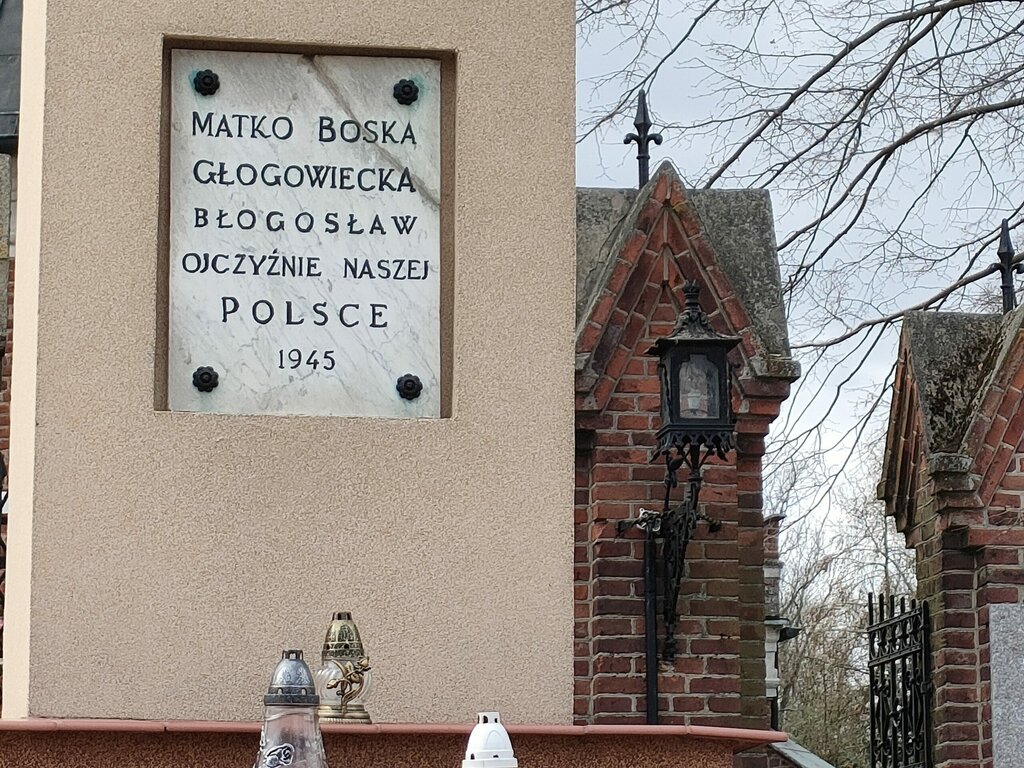 MATKO BOSKA
GŁOGOWIECKA
BŁOGOSŁAW
OJCZYŹNIE NASZEJ
POLSCE
1945